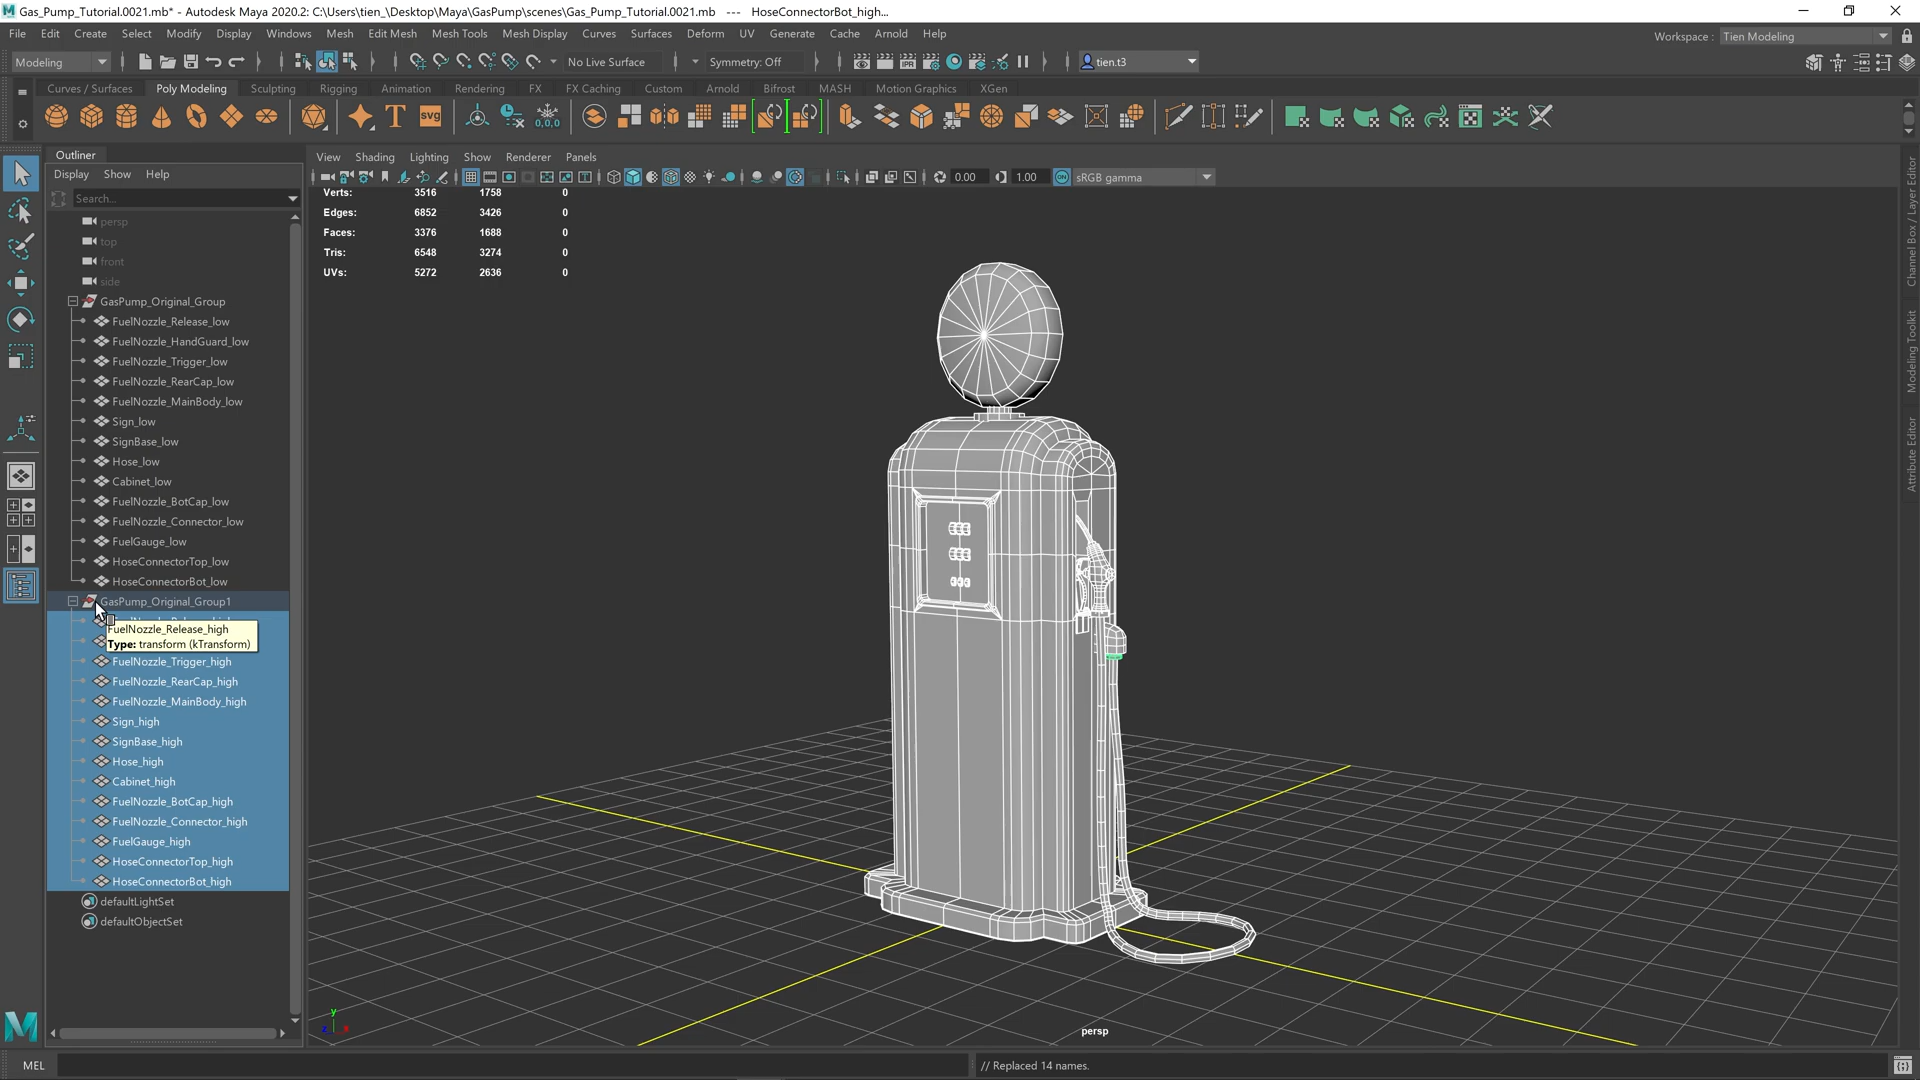 Gas_Pump_Tutorial.0021.mb* - Autodesk Maya 2020.2: C:\Users\tien_\Desktop\Maya\GasPump\scenes\Gas_Pump_Tutorial.0021.mb --- HoseConnectorBot_high...
File Edit Create Select Modify Display Windows Mesh Edit Mesh Mesh Tools Mesh Display Curves Surfaces Deform UV Generate Cache Arnold Help
Workspace : Tien Modeling
Modeling No Live Surface Symmetry: Off tien.t3
Curves / Surfaces Poly Modeling Sculpting Rigging Animation Rendering FX FX Caching Custom Arnold Bifrost MASH Motion Graphics XGen
svg 0,0,0
Outliner
Display Show Help
Search...
persp
top
front
side
GasPump_Original_Group
FuelNozzle_Release_low
FuelNozzle_HandGuard_low
FuelNozzle_Trigger_low
FuelNozzle_RearCap_low
FuelNozzle_MainBody_low
Sign_low
SignBase_low
Hose_low
Cabinet_low
FuelNozzle_BotCap_low
FuelNozzle_Connector_low
FuelGauge_low
HoseConnectorTop_low
HoseConnectorBot_low
GasPump_Original_Group1
FuelNozzle_Release_high
Type: transform (kTransform)
FuelNozzle_Trigger_high
FuelNozzle_RearCap_high
FuelNozzle_MainBody_high
Sign_high
SignBase_high
Hose_high
Cabinet_high
FuelNozzle_BotCap_high
FuelNozzle_Connector_high
FuelGauge_high
HoseConnectorTop_high
HoseConnectorBot_high
defaultLightSet
defaultObjectSet
View Shading Lighting Show Renderer Panels
0.00 1.00 sRGB gamma
Verts: 3516 1758 0
Edges: 6852 3426 0
Faces: 3376 1688 0
Tris: 6548 3274 0
UVs: 5272 2636 0
y
z x
persp
Channel Box / Layer Editor
Modeling Toolkit
Attribute Editor
MEL
// Replaced 14 names.